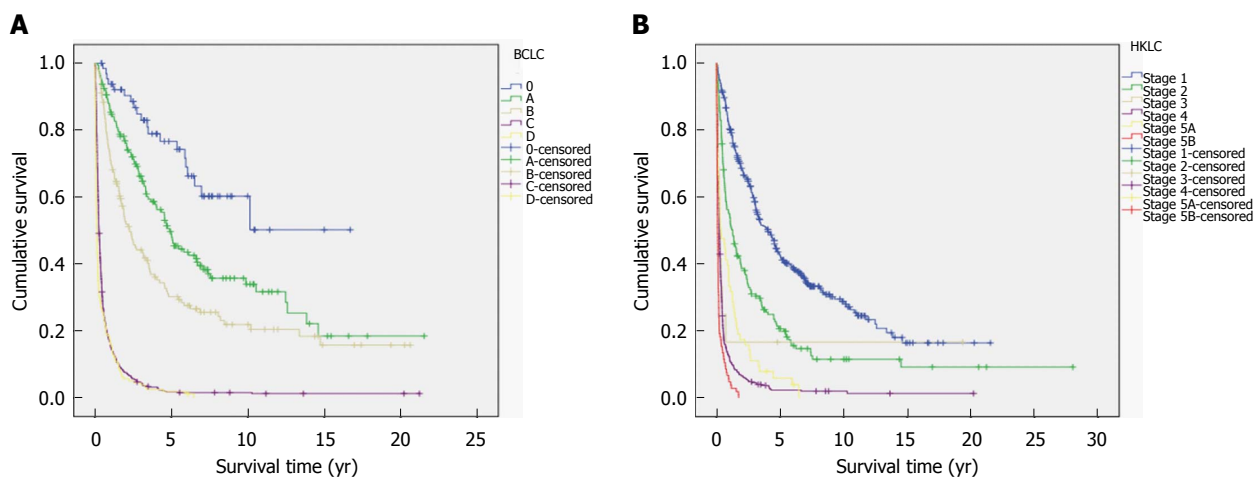 A
BCLC
0
A
B
C
D
0-censored
A-censored
B-censored
C-censored
D-censored
Cumulative survival
1.0
0.8
0.6
0.4
0.2
0.0
0 5 10 15 20 25
Survival time (yr)
B
HKLC
Stage 1
Stage 2
Stage 3
Stage 4
Stage 5A
Stage 5B
Stage 1-censored
Stage 2-censored
Stage 3-censored
Stage 4-censored
Stage 5A-censored
Stage 5B-censored
Cumulative survival
1.0
0.8
0.6
0.4
0.2
0.0
0 5 10 15 20 25 30
Survival time (yr)